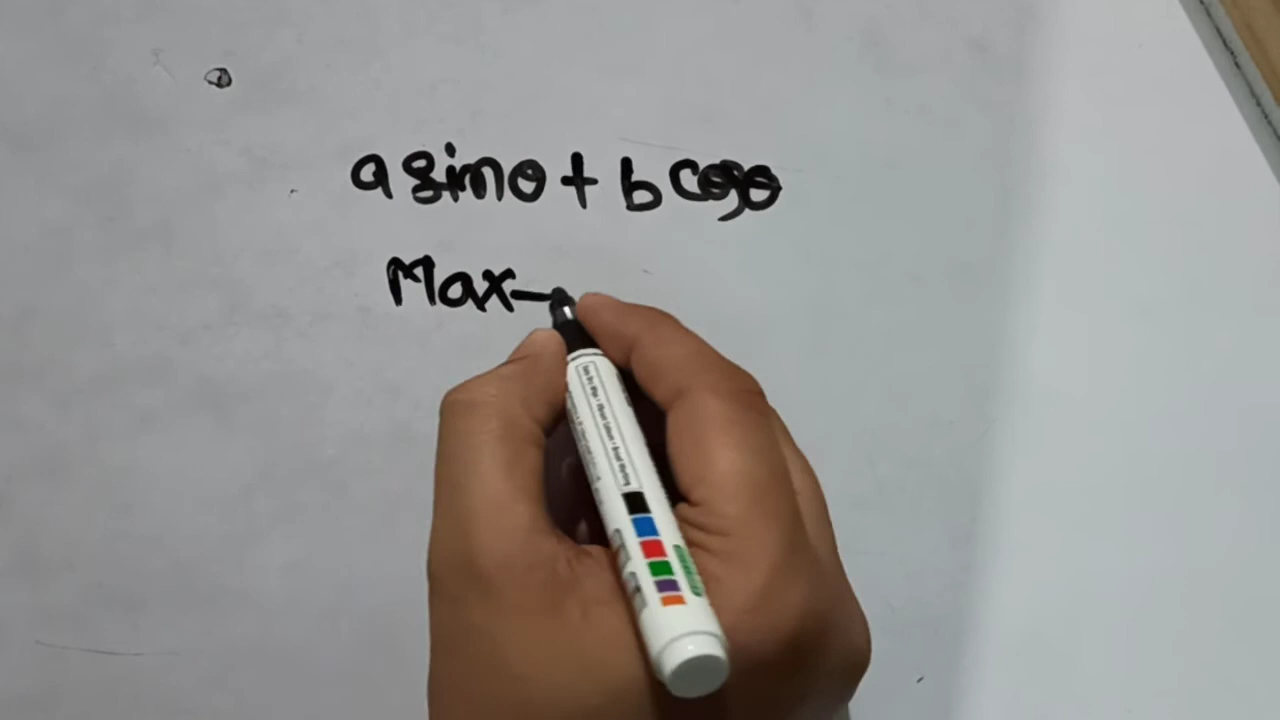 a sinθ + b cosθ
Max-